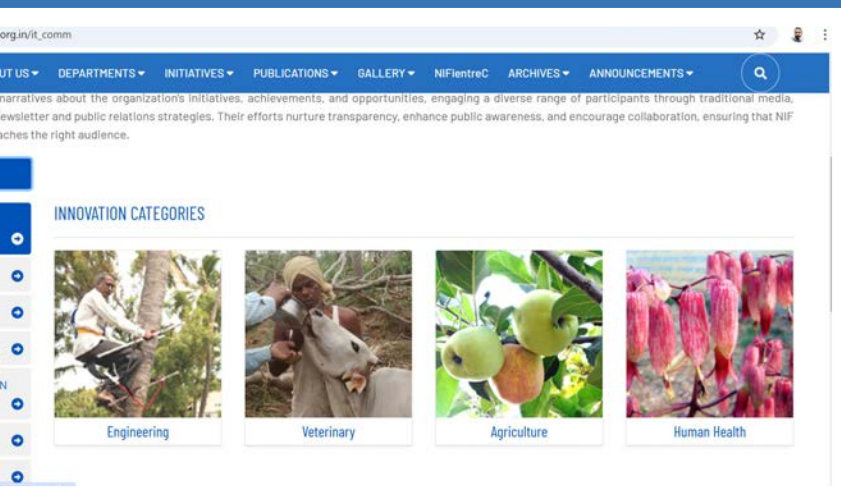 org.in/it_comm
UT US DEPARTMENTS INITIATIVES PUBLICATIONS GALLERY NIFientreC ARCHIVES ANNOUNCEMENTS
narratives about the organization's initiatives, achievements, and opportunities, engaging a diverse range of participants through traditional media,
ewsletter and public relations strategies. Their efforts nurture transparency, enhance public awareness, and encourage collaboration, ensuring that NIF
aches the right audience.
INNOVATION CATEGORIES
N
Engineering Veterinary Agriculture Human Health